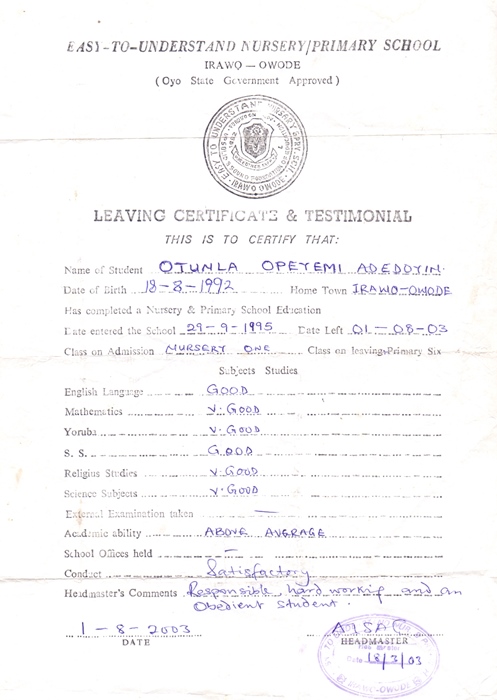 EASY-TO-UNDERSTAND NURSERY/PRIMARY SCHOOL
IRAWO — OWODE
( Oyo State Government Approved )
LEAVING CERTIFICATE & TESTIMONIAL
THIS IS TO CERTIFY THAT:
Name of Student OJUNLA OPEYEMI ADEDOYIN.
Date of Birth 18-8-1992 Home Town IRAWO-OWODE
Has completed a Nursery & Primary School Education
Date entered the School 29-9-1995 Date Left 01-08-03
Class on Admission NURSERY ONE Class on leaving Primary Six
Subjects Studies
English Language GOOD
Mathematics V.GOOD
Yoruba V.GOOD
S. S. GOOD
Religius Studies V.GOOD
Science Subjects V.GOOD
External Examination taken —
Academic ability ABOVE AVERAGE
School Offices held —
Conduct Satisfactory
Headmaster's Comments Responsible, hard working and an
Obedient student.
1-8-2003
DATE
HEADMASTER
Date 18/3/03